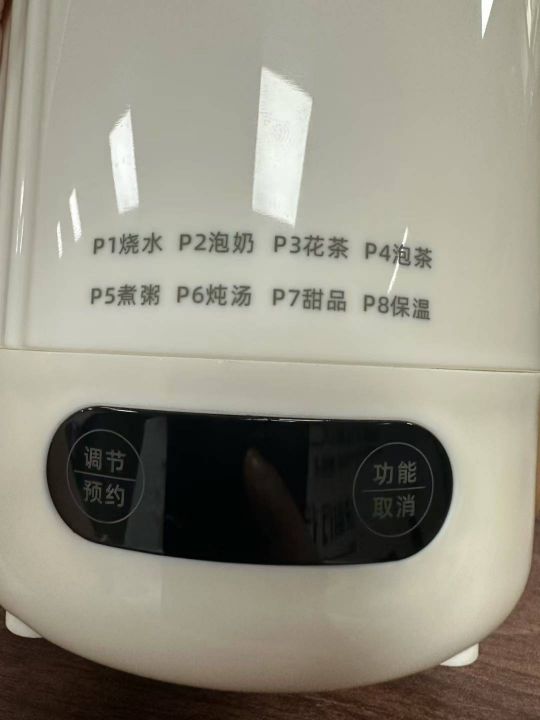 P1烧水 P2泡奶 P3花茶 P4泡茶
P5煮粥 P6炖汤 P7甜品 P8保温
调节
预约
功能
取消